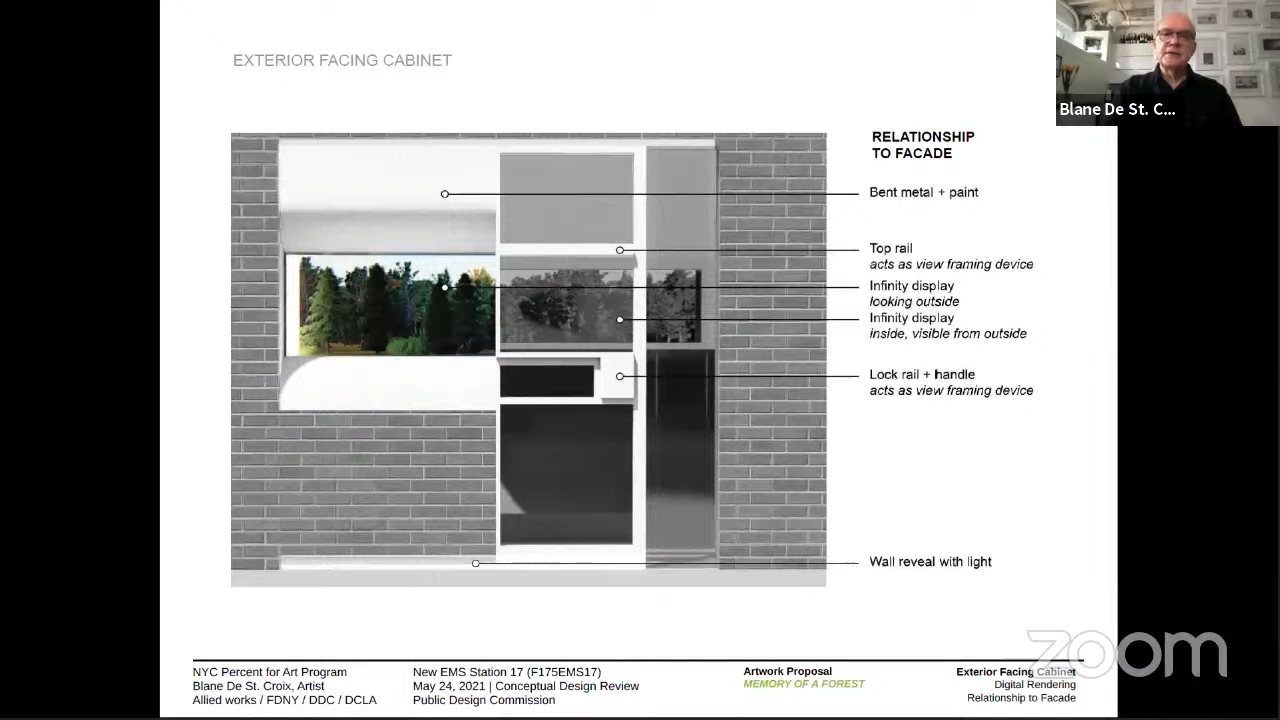 EXTERIOR FACING CABINET
Blane De St. C...
RELATIONSHIP
TO FACADE
Bent metal + paint
Top rail
acts as view framing device
Infinity display
looking outside
Infinity display
inside, visible from outside
Lock rail + handle
acts as view framing device
Wall reveal with light
zoom
NYC Percent for Art Program
Blane De St. Croix, Artist
Allied works / FDNY / DDC / DCLA
New EMS Station 17 (F175EMS17)
May 24, 2021 | Conceptual Design Review
Public Design Commission
Artwork Proposal
MEMORY OF A FOREST
Exterior Facing Cabinet
Digital Rendering
Relationship to Facade